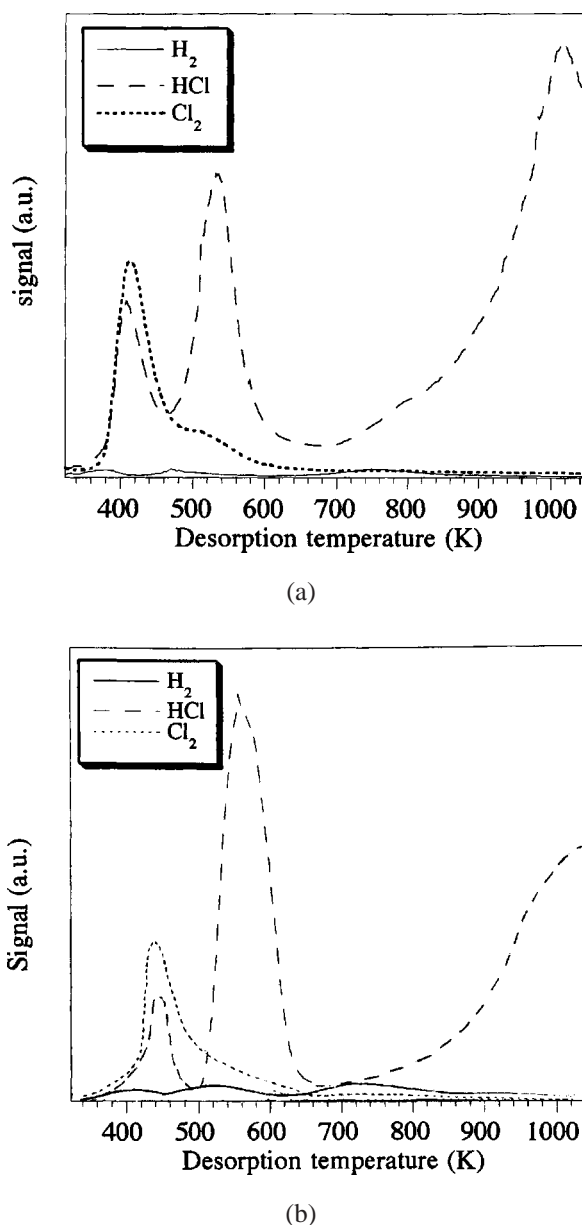 H2
HCl
Cl2
signal (a.u.)
400 500 600 700 800 900 1000
Desorption temperature (K)
(a)
H2
HCl
Cl2
Signal (a.u.)
400 500 600 700 800 900 1000
Desorption temperature (K)
(b)